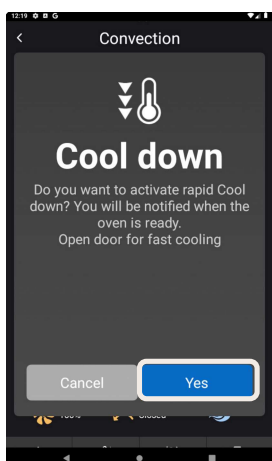 12:19
Convection
Cool down
Do you want to activate rapid Cool
down? You will be notified when the
oven is ready.
Open door for fast cooling
Cancel
Yes